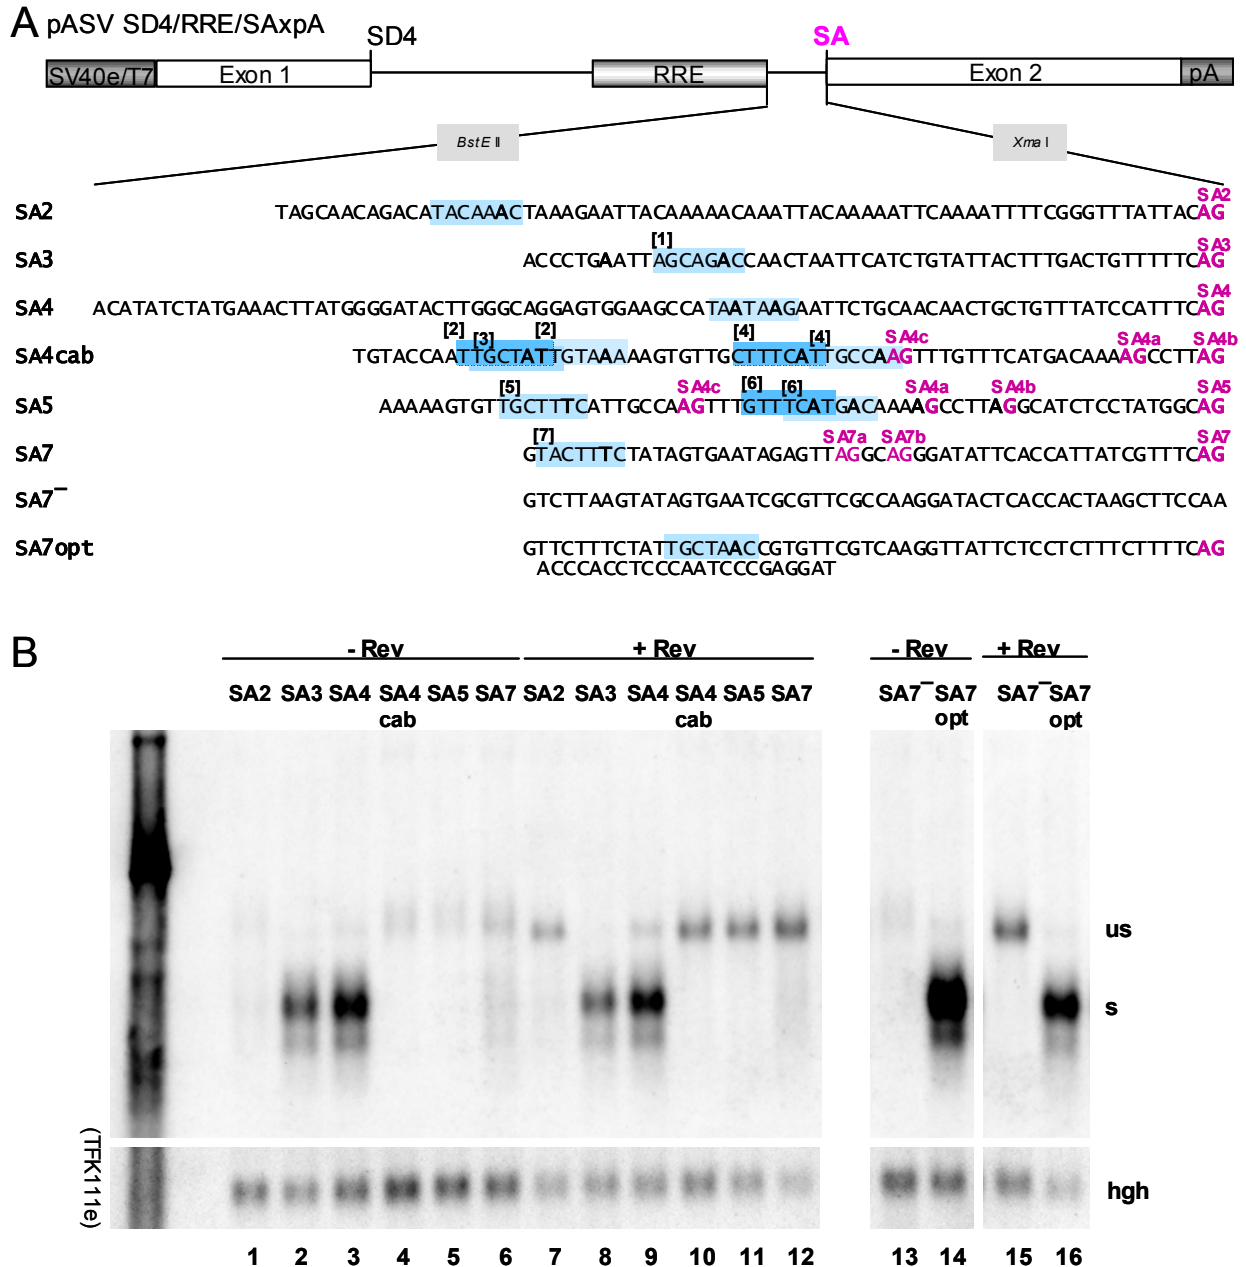 A pASV SD4/RRE/SAxpA
SD4
SA
SV40e/T7 Exon 1 RRE Exon 2 pA
BstE II
Xma I
SA2
SA2 TAGCAACAGACATACAAACTAAAGAATTACAAAAACAAATTACAAAAATTCAAAATTTTCGGGTTTATTACAG
[1] SA3
SA3 ACCCTGAATTAGCAGACCAACTAATTCATCTGTATTACTTTGACTGTTTTTCAG
SA4
SA4 ACATATCTATGAAACTTATGGGGATACTTGGGCAGGAGTGGAAGCCATAATAAGAATTCTGCAACAACTGCTGTTTATCCATTTCAG
[2] [3] [2] [4] [4] SA4c SA4a SA4b
SA4cab TGTACCAATTGCTATTGTAAAAAGTGTTGCTTTCATTGCCAAGTTTGTTTCATGACAAAAGCCTTAG
[5] SA4c [6] [6] SA4a SA4b SA5
SA5 AAAAAGTGTTGCTTTCATTGCCAAGTTTGTTTCATGACAAAAGCCTTAGGCATCTCCTATGGCAG
[7] SA7a SA7b SA7
SA7 GTACTTTCTATAGTGAATAGAGTTAGGCAGGGATATTCACCATTATCGTTTCAG
SA7– GTCTTAAGTATAGTGAATCGCGTTCGCCAAGGATACTCACCACTAAGCTTCCAA
SA7opt GTTCTTTCTATTGCTAACCGTGTTCGTCAAGGTTATTCTCCTCTTTCTTTTCAG
ACCCACCTCCCAATCCCGAGGAT
B
- Rev + Rev - Rev + Rev
SA2 SA3 SA4 SA4 cab SA5 SA7 SA2 SA3 SA4 SA4 cab SA5 SA7 SA7– SA7 opt SA7– SA7 opt
us
s
(TFK111e)
hgh
1 2 3 4 5 6 7 8 9 10 11 12 13 14 15 16